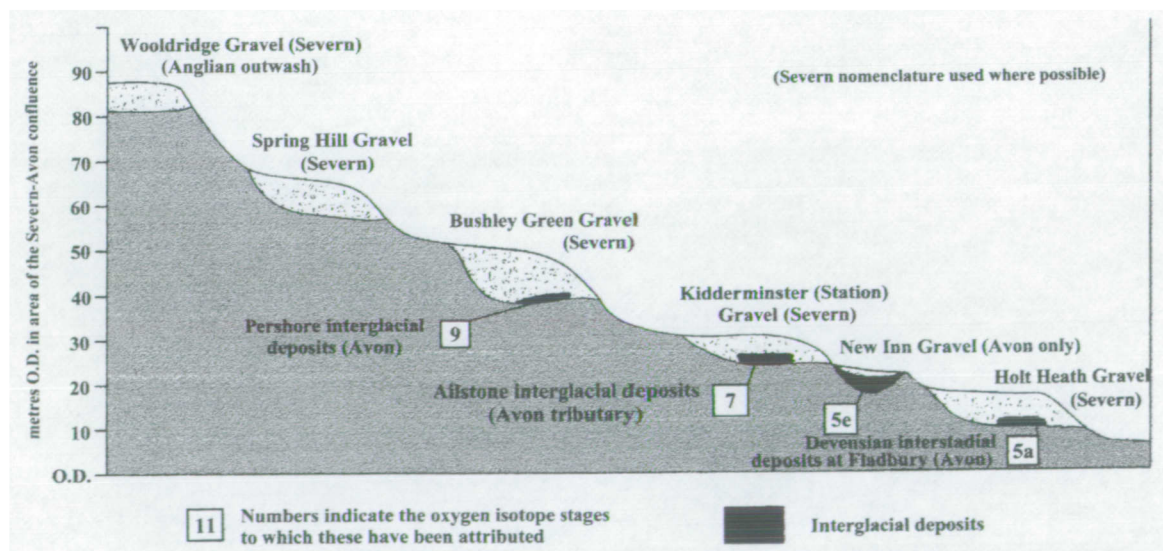 Wooldridge Gravel (Severn)
(Anglian outwash)
(Severn nomenclature used where possible)
metres O.D. in area of the Severn-Avon confluence
90
80
70
60
50
40
30
20
10
O.D.
Spring Hill Gravel
(Severn)
Bushley Green Gravel
(Severn)
Pershore interglacial
deposits (Avon)
9
Kidderminster (Station)
Gravel (Severn)
Ailstone interglacial deposits
(Avon tributary)
7
New Inn Gravel (Avon only)
5e
Holt Heath Gravel
(Severn)
Devensian interstadial
deposits at Fladbury (Avon)
5a
11
Numbers indicate the oxygen isotope stages
to which these have been attributed
Interglacial deposits